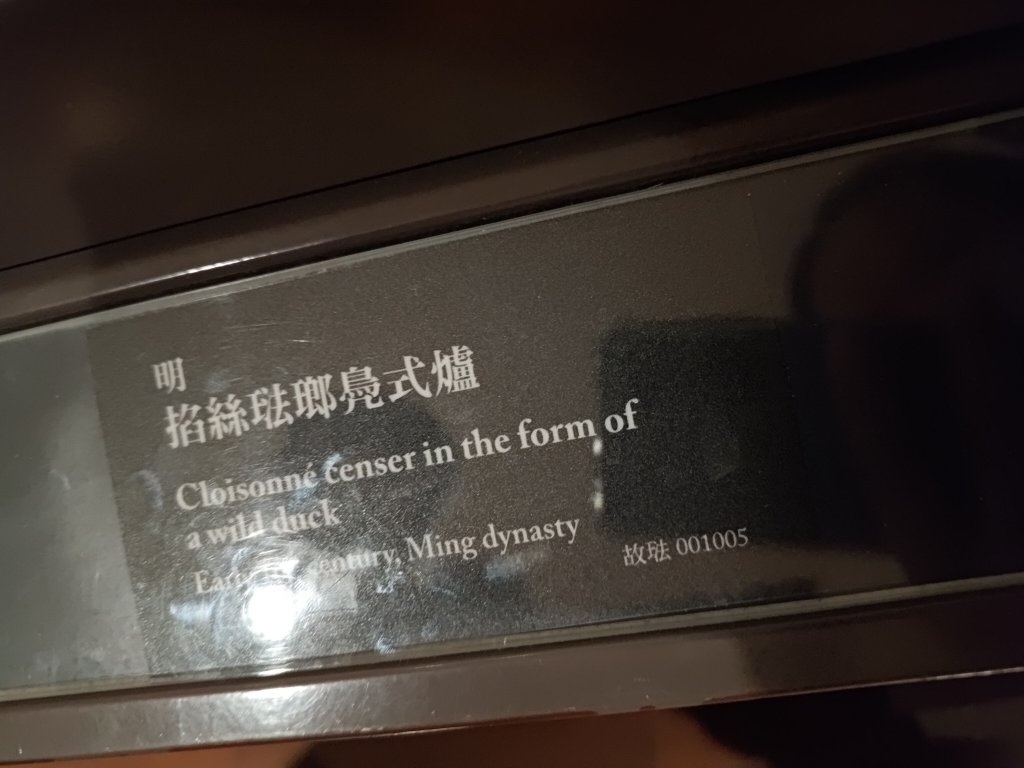 明
掐絲琺瑯鳧式爐
Cloisonné censer in the form of
a wild duck
century, Ming dynasty
故琺 001005